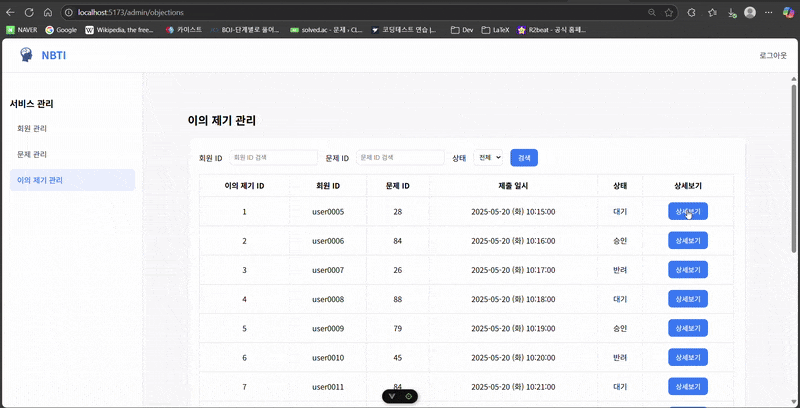 localhost:5173/admin/objections
NAVER Google Wikipedia, the free... 카이스트 BOJ-단계별로 풀어... solved.ac - 문제 › CL... 코딩테스트 연습 |... Dev LaTeX R2beat - 공식 홈페...
NBTI 로그아웃
서비스 관리
회원 관리
문제 관리
이의 제기 관리
이의 제기 관리
회원 ID 회원 ID 검색 문제 ID 문제 ID 검색 상태 전체 검색
이의 제기 ID 회원 ID 문제 ID 제출 일시 상태 상세보기
1 user0005 28 2025-05-20 (화) 10:15:00 대기 상세보기
2 user0006 84 2025-05-20 (화) 10:16:00 승인 상세보기
3 user0007 26 2025-05-20 (화) 10:17:00 반려 상세보기
4 user0008 88 2025-05-20 (화) 10:18:00 대기 상세보기
5 user0009 79 2025-05-20 (화) 10:19:00 승인 상세보기
6 user0010 45 2025-05-20 (화) 10:20:00 반려 상세보기
7 user0011 84 2025-05-20 (화) 10:21:00 대기 상세보기